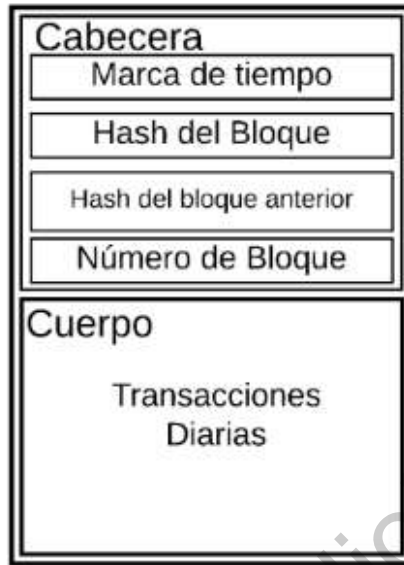 Cabecera
Marca de tiempo
Hash del Bloque
Hash del bloque anterior
Número de Bloque
Cuerpo
Transacciones
Diarias